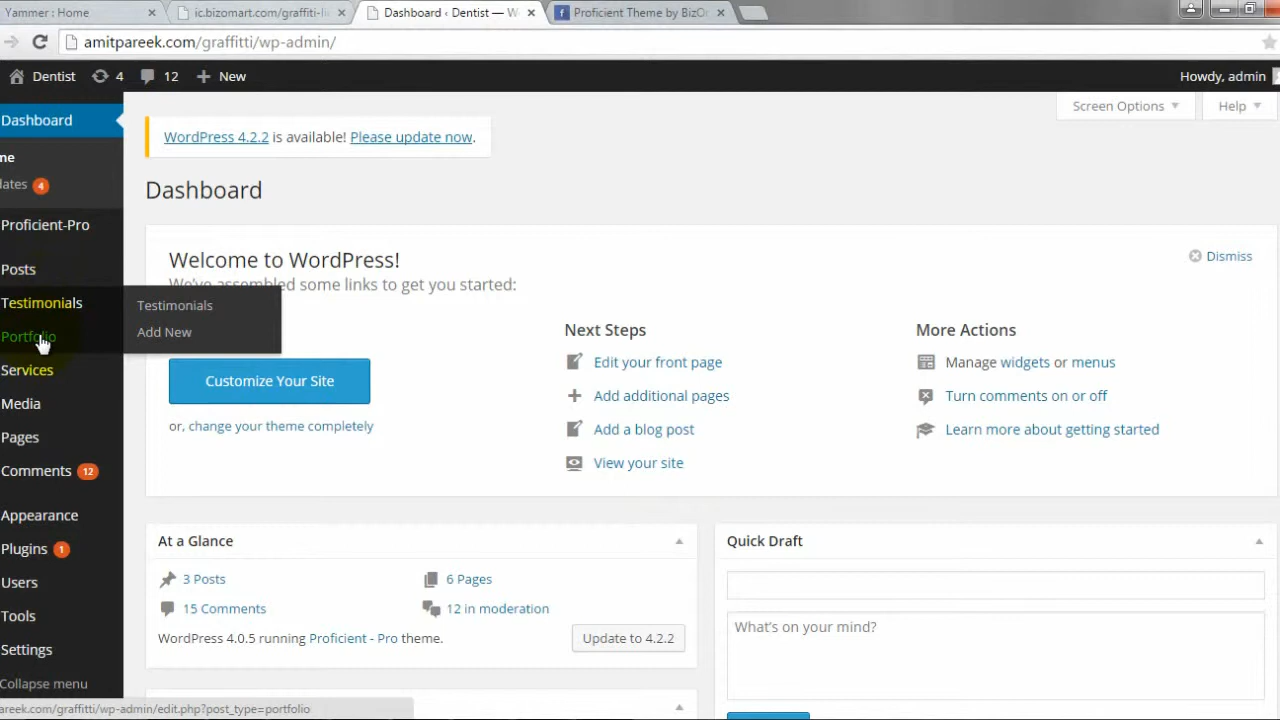 Yammer : Home
ic.bizomart.com/graffiti-li
Dashboard ‹ Dentist — W
Proficient Theme by BizO
amitpareek.com/graffitti/wp-admin/
Dentist 4 12 New
Howdy, admin
Screen Options
Help
Dashboard
me
dates 4
Proficient-Pro
Posts
Testimonials
Portfolio
Services
Media
Pages
Comments 12
Appearance
Plugins 1
Users
Tools
Settings
Collapse menu
Testimonials
Add New
WordPress 4.2.2 is available! Please update now.
Dashboard
Welcome to WordPress!
We've assembled some links to get you started:
Dismiss
Customize Your Site
or, change your theme completely
Next Steps
Edit your front page
Add additional pages
Add a blog post
View your site
More Actions
Manage widgets or menus
Turn comments on or off
Learn more about getting started
At a Glance
3 Posts
6 Pages
15 Comments
12 in moderation
WordPress 4.0.5 running Proficient - Pro theme.
Update to 4.2.2
Quick Draft
What's on your mind?
pareek.com/graffitti/wp-admin/edit.php?post_type=portfolio